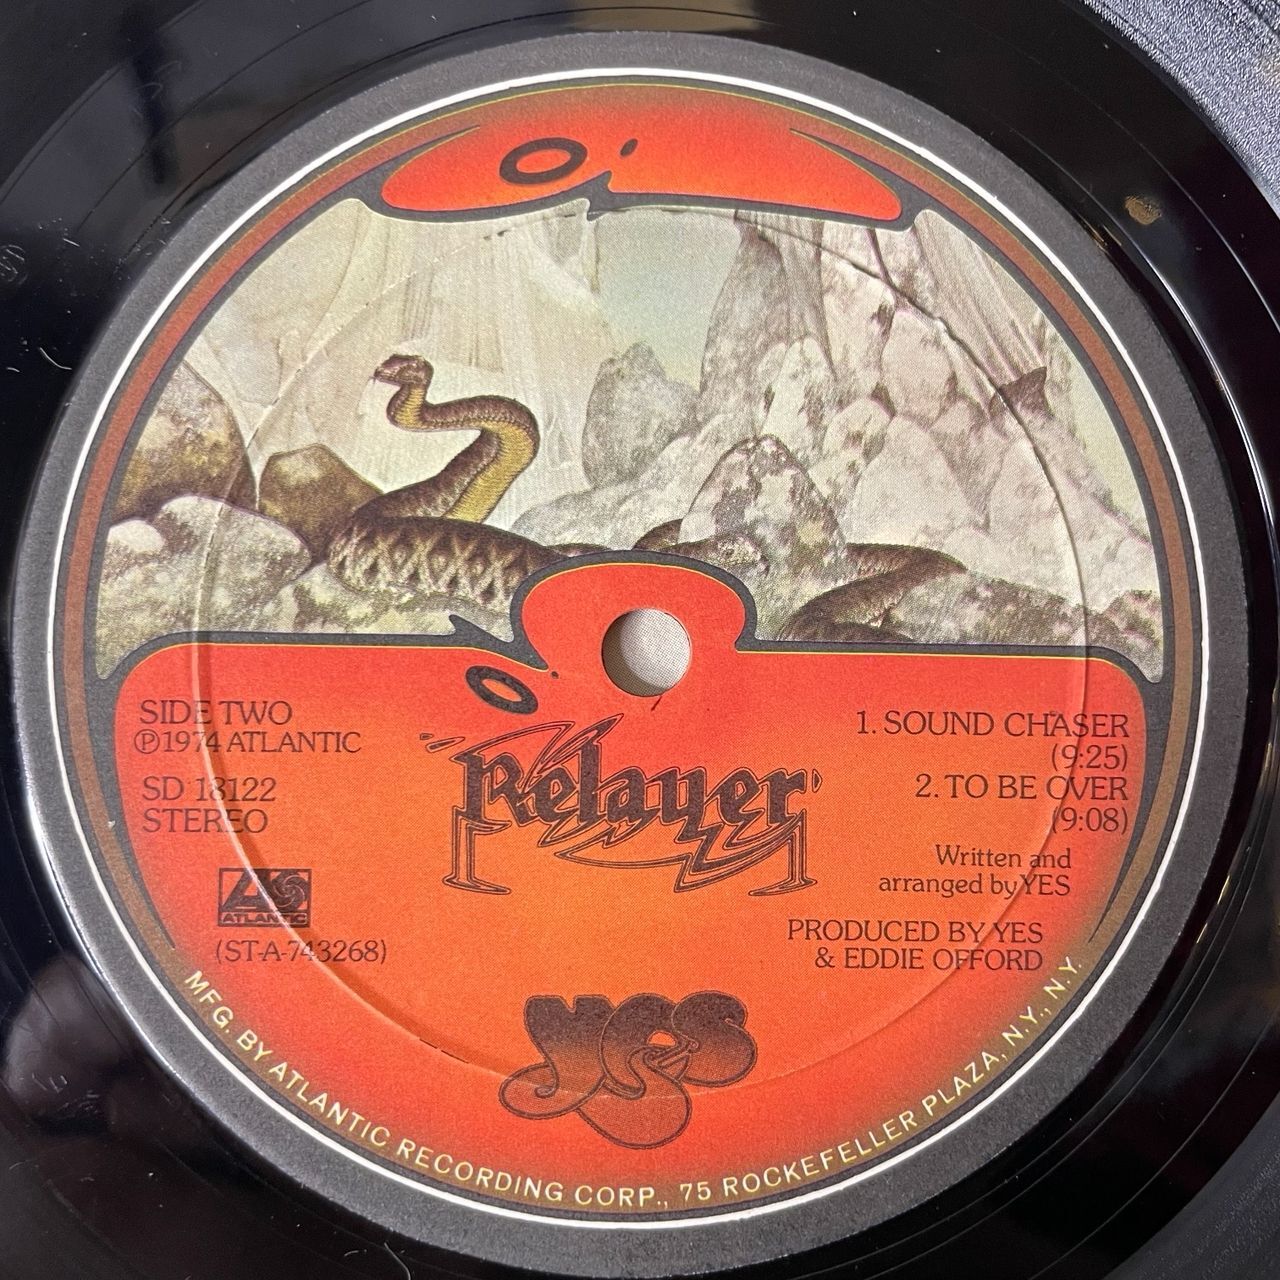 SIDE TWO
℗1974 ATLANTIC
SD 18122
STEREO
ATLANTIC
(ST-A-743268)
Relayer
1. SOUND CHASER
(9:25)
2. TO BE OVER
(9:08)
Written and
arranged by YES
PRODUCED BY YES
& EDDIE OFFORD
YES
MFG. BY ATLANTIC RECORDING CORP., 75 ROCKEFELLER PLAZA, N.Y., N.Y.